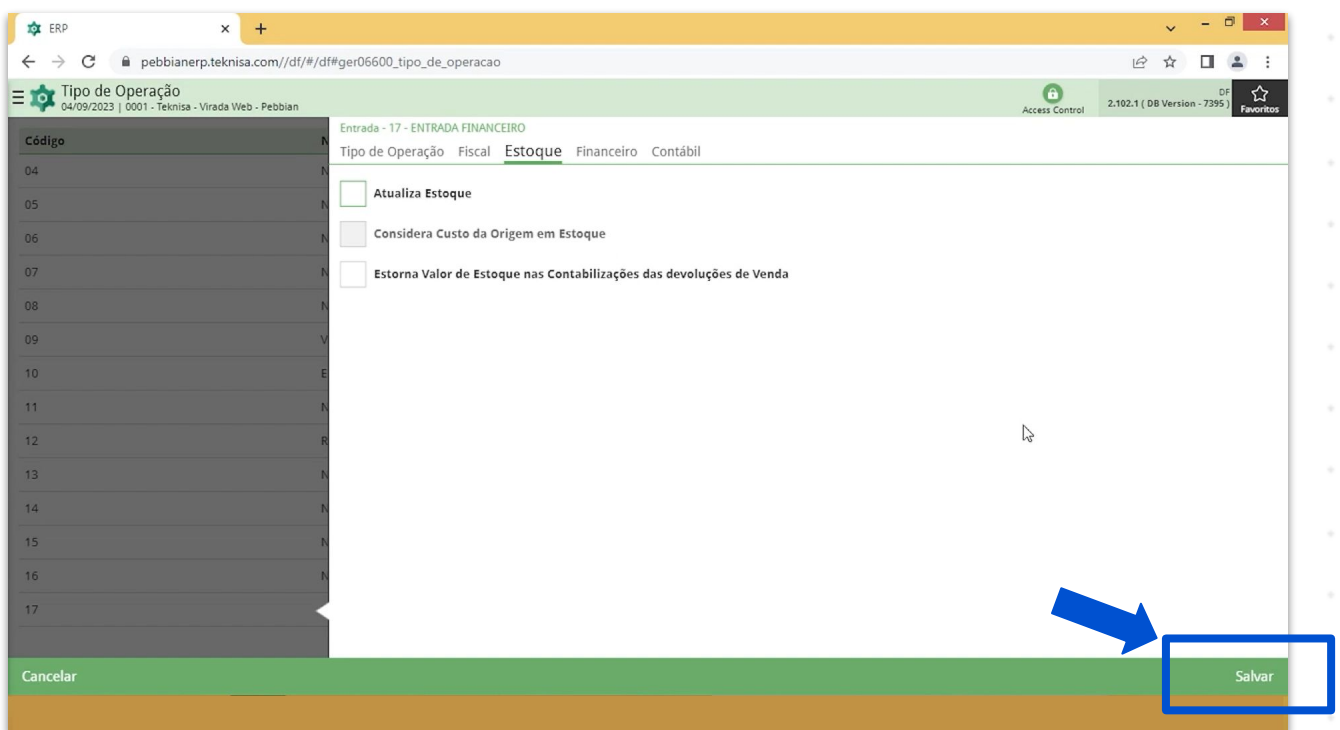 ERP
pebbianerp.teknisa.com//df/#/df#ger06600_tipo_de_operacao
Tipo de Operação
04/09/2023 | 0001 - Teknisa - Virada Web - Pebbian
Access Control
DF
2.102.1 ( DB Version - 7395 )
Favoritos
Código
N
04
N
05
N
06
N
07
N
08
N
09
V
10
E
11
N
12
R
13
N
14
N
15
N
16
N
17
Entrada - 17 - ENTRADA FINANCEIRO
Tipo de Operação Fiscal Estoque Financeiro Contábil
Atualiza Estoque
Considera Custo da Origem em Estoque
Estorna Valor de Estoque nas Contabilizações das devoluções de Venda
Cancelar
Salvar